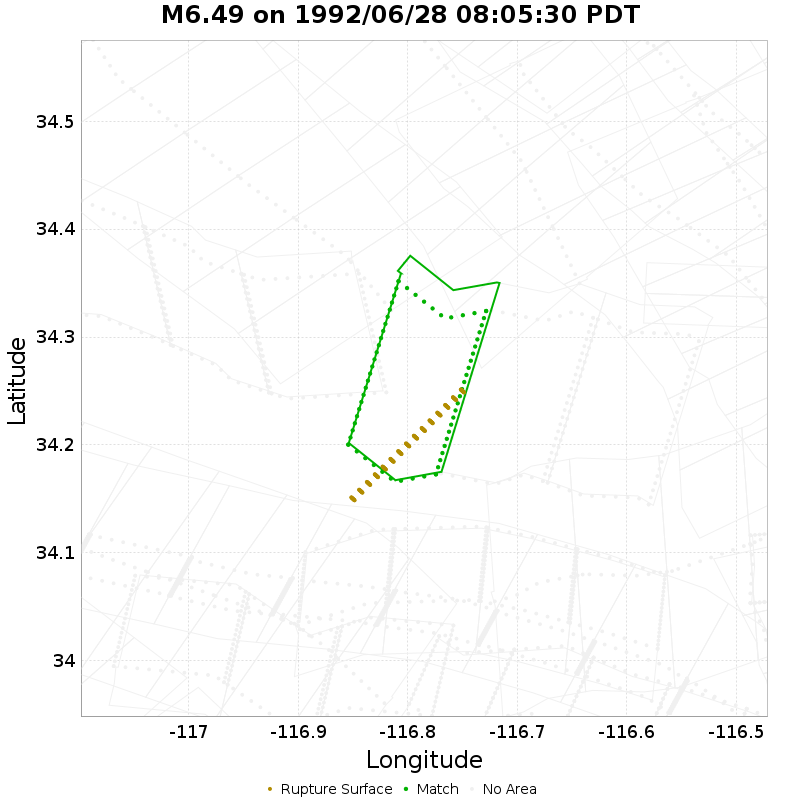 M6.49 on 1992/06/28 08:05:30 PDT
34.5
34.4
34.3
34.2
34.1
34
Latitude
-117
-116.9
-116.8
-116.7
-116.6
-116.5
Longitude
Rupture Surface
Match
No Area